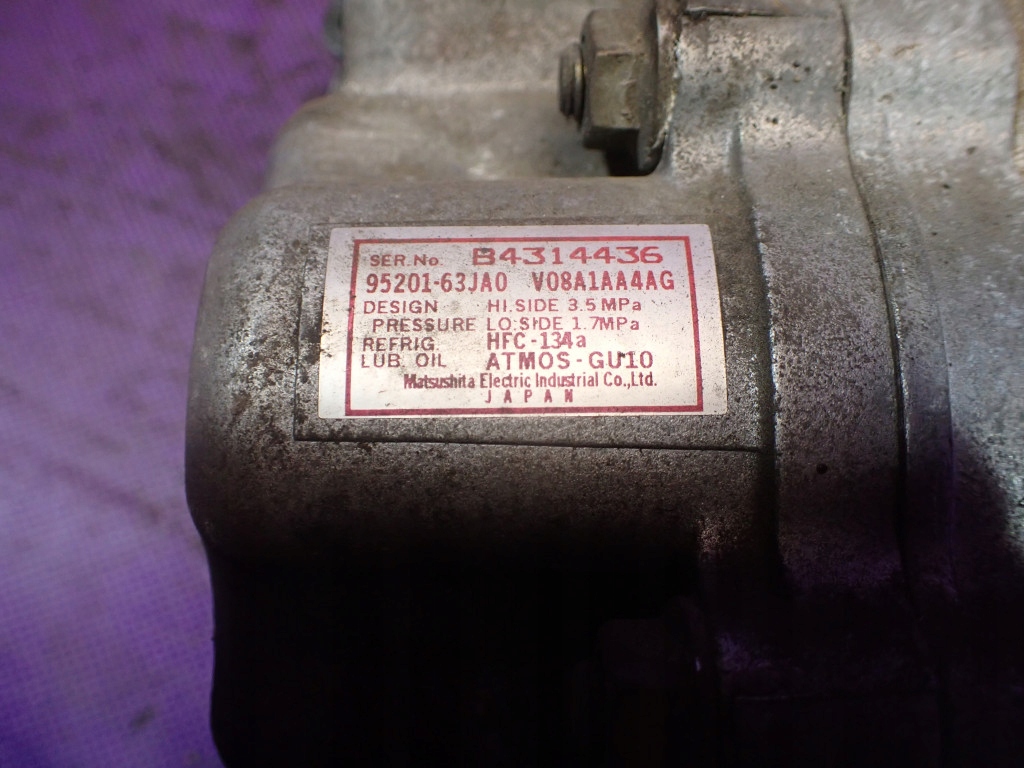 SER.No. B4314436
95201-63JA0 V08A1AA4AG
DESIGN HI.SIDE 3.5MPa
PRESSURE LO.SIDE 1.7MPa
REFRIG. HFC-134a
LUB. OIL ATMOS-GU10
Matsushita Electric Industrial Co.,Ltd.
JAPAN